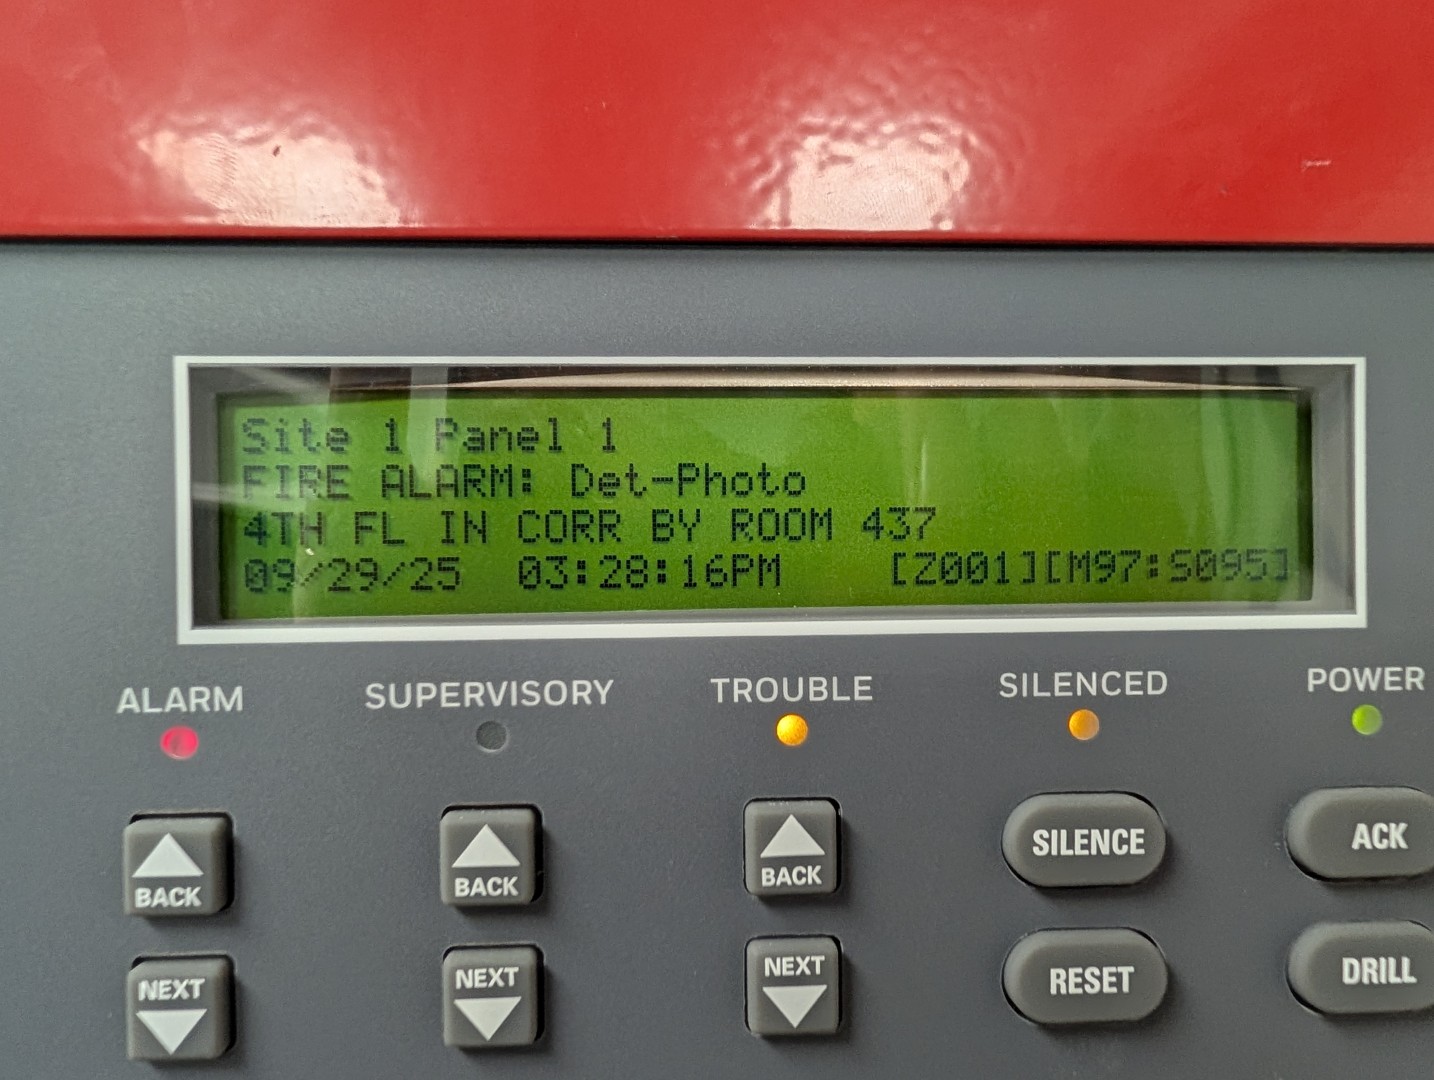 Site 1 Panel 1
FIRE ALARM: Det-Photo
4TH FL IN CORR BY ROOM 437
09/29/25 03:28:16PM [Z001][M97:S095]
ALARM SUPERVISORY TROUBLE SILENCED POWER
BACK BACK BACK SILENCE ACK
NEXT NEXT NEXT RESET DRILL